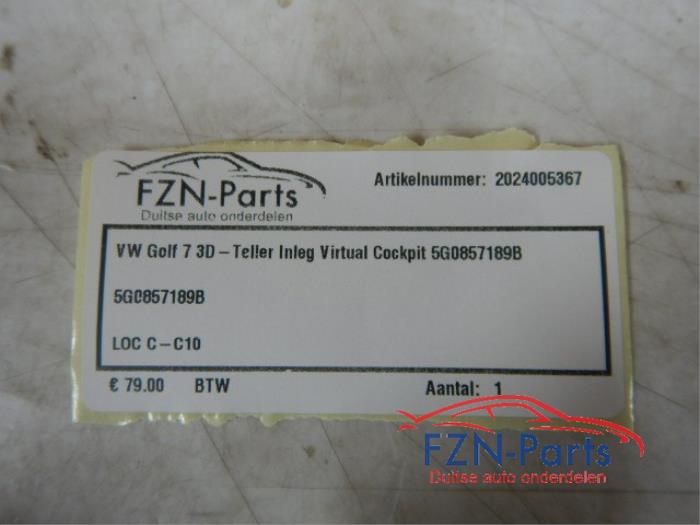 FZN-Parts
Duitse auto onderdelen
Artikelnummer: 2024005367
VW Golf 7 3D - Teller Inleg Virtual Cockpit 5G0857189B
5G0857189B
LOC C - C10
€ 79.00 BTW Aantal: 1
FZN-Parts
Duitse auto onderdelen